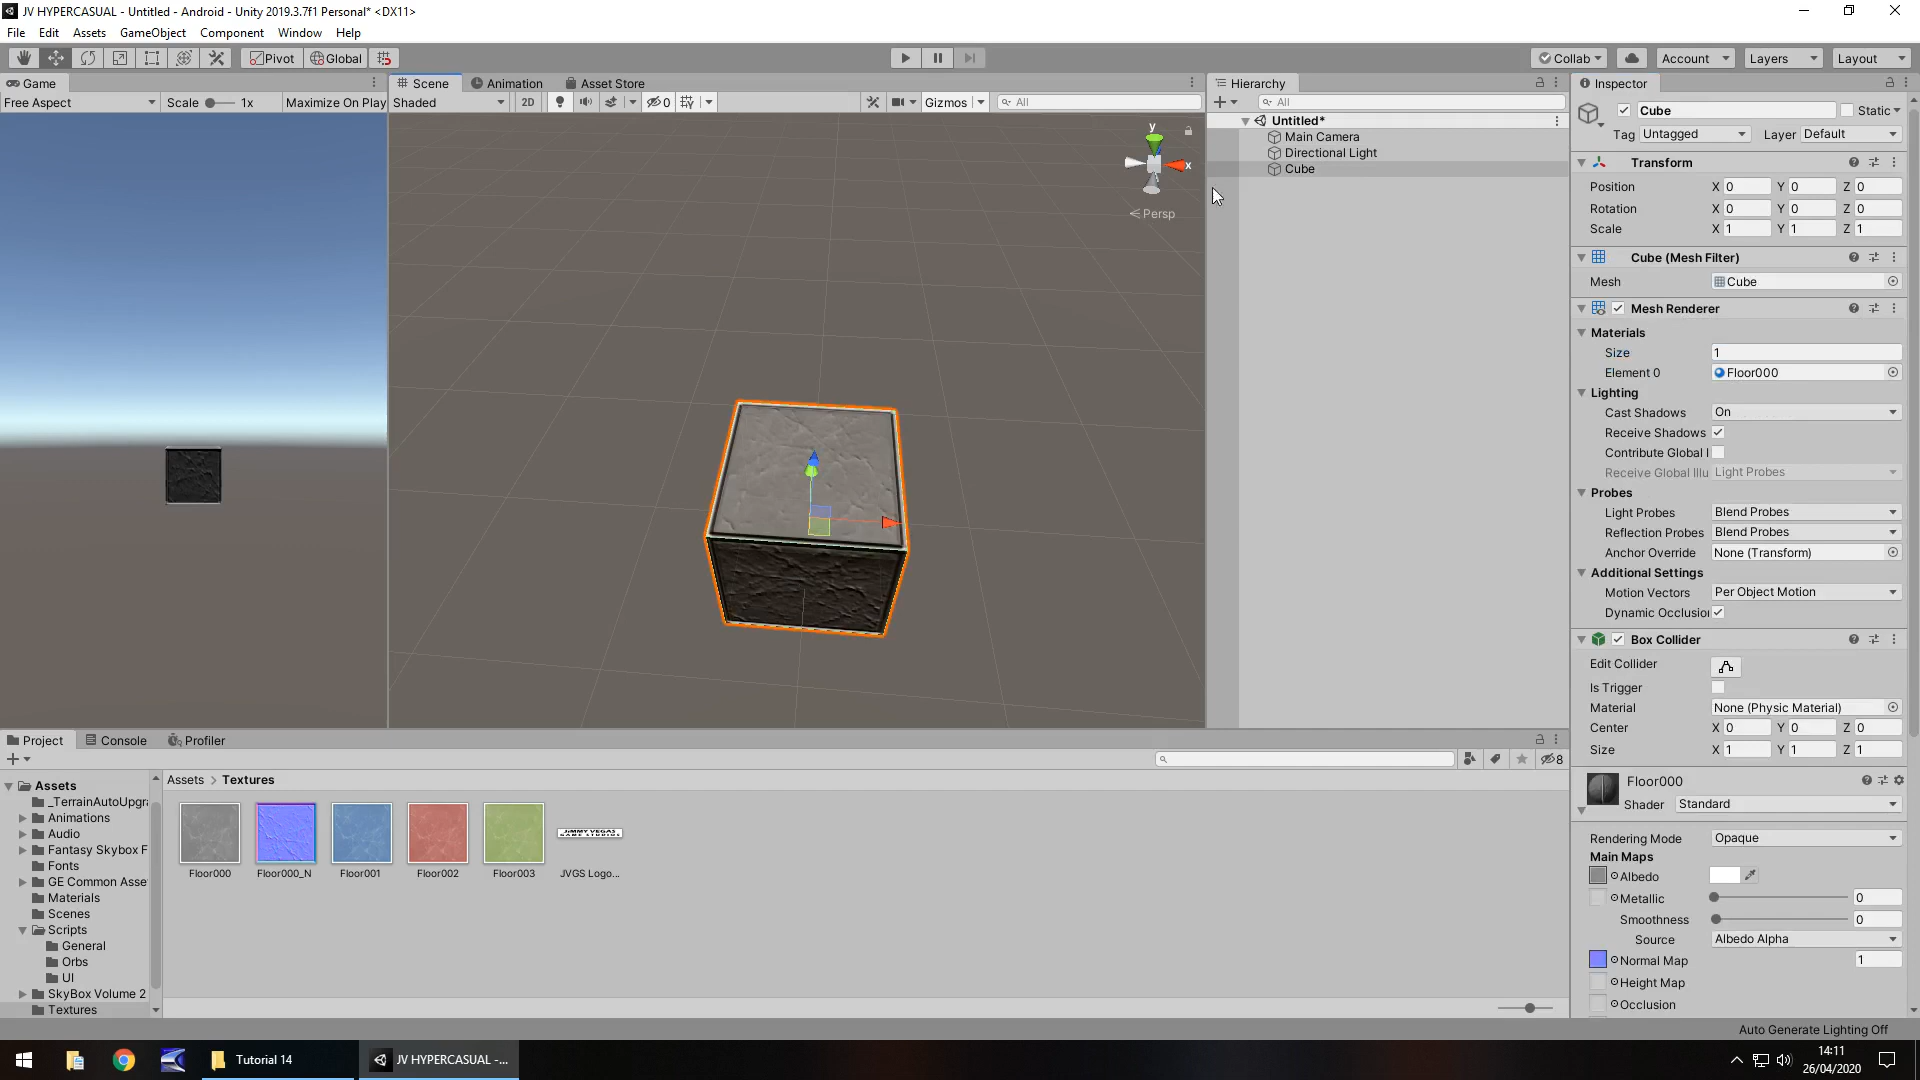 JV HYPERCASUAL - Untitled - Android - Unity 2019.3.7f1 Personal* <DX11>
File Edit Assets GameObject Component Window Help
Pivot Global Collab Account Layers Layout
Game
Free Aspect Scale 1x Maximize On Play
Scene Animation Asset Store
Shaded 2D 0 Gizmos All
y
x
Persp
Hierarchy
All
Untitled*
Main Camera
Directional Light
Cube
Inspector
Cube Static
Tag Untagged Layer Default
Transform
Position X 0 Y 0 Z 0
Rotation X 0 Y 0 Z 0
Scale X 1 Y 1 Z 1
Cube (Mesh Filter)
Mesh Cube
Mesh Renderer
Materials
Size 1
Element 0 Floor000
Lighting
Cast Shadows On
Receive Shadows
Contribute Global I
Receive Global Illu Light Probes
Probes
Light Probes Blend Probes
Reflection Probes Blend Probes
Anchor Override None (Transform)
Additional Settings
Motion Vectors Per Object Motion
Dynamic Occlusion
Box Collider
Edit Collider
Is Trigger
Material None (Physic Material)
Center X 0 Y 0 Z 0
Size X 1 Y 1 Z 1
Floor000
Shader Standard
Rendering Mode Opaque
Main Maps
Albedo
Metallic 0
Smoothness 0
Source Albedo Alpha
Normal Map 1
Height Map
Occlusion
Project Console Profiler
8
Assets
_TerrainAutoUpgra
Animations
Audio
Fantasy Skybox F
Fonts
GE Common Asse
Materials
Scenes
Scripts
General
Orbs
UI
SkyBox Volume 2
Textures
Assets > Textures
JIMMY VEGAS
GAME STUDIOS
Floor000 Floor000_N Floor001 Floor002 Floor003 JVGS Logo...
Auto Generate Lighting Off
Tutorial 14
JV HYPERCASUAL -...
14:11
26/04/2020